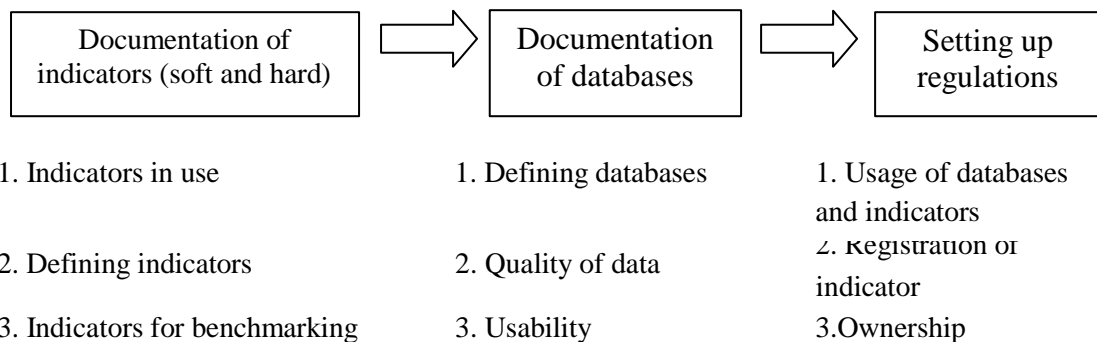 Documentation of
indicators (soft and hard)
Documentation
of databases
Setting up
regulations
1. Indicators in use
1. Defining databases
1. Usage of databases
and indicators
2. Defining indicators
2. Quality of data
2. Registration of
indicator
3. Indicators for benchmarking
3. Usability
3.Ownership